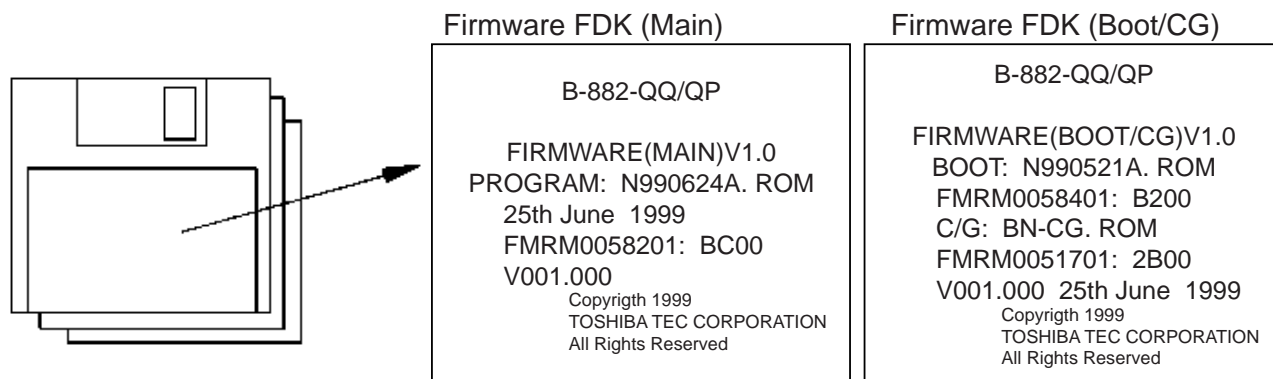 Firmware FDK (Main)
B-882-QQ/QP
FIRMWARE(MAIN)V1.0
PROGRAM: N990624A. ROM
25th June 1999
FMRM0058201: BC00
V001.000
Copyrigth 1999
TOSHIBA TEC CORPORATION
All Rights Reserved
Firmware FDK (Boot/CG)
B-882-QQ/QP
FIRMWARE(BOOT/CG)V1.0
BOOT: N990521A. ROM
FMRM0058401: B200
C/G: BN-CG. ROM
FMRM0051701: 2B00
V001.000 25th June 1999
Copyrigth 1999
TOSHIBA TEC CORPORATION
All Rights Reserved